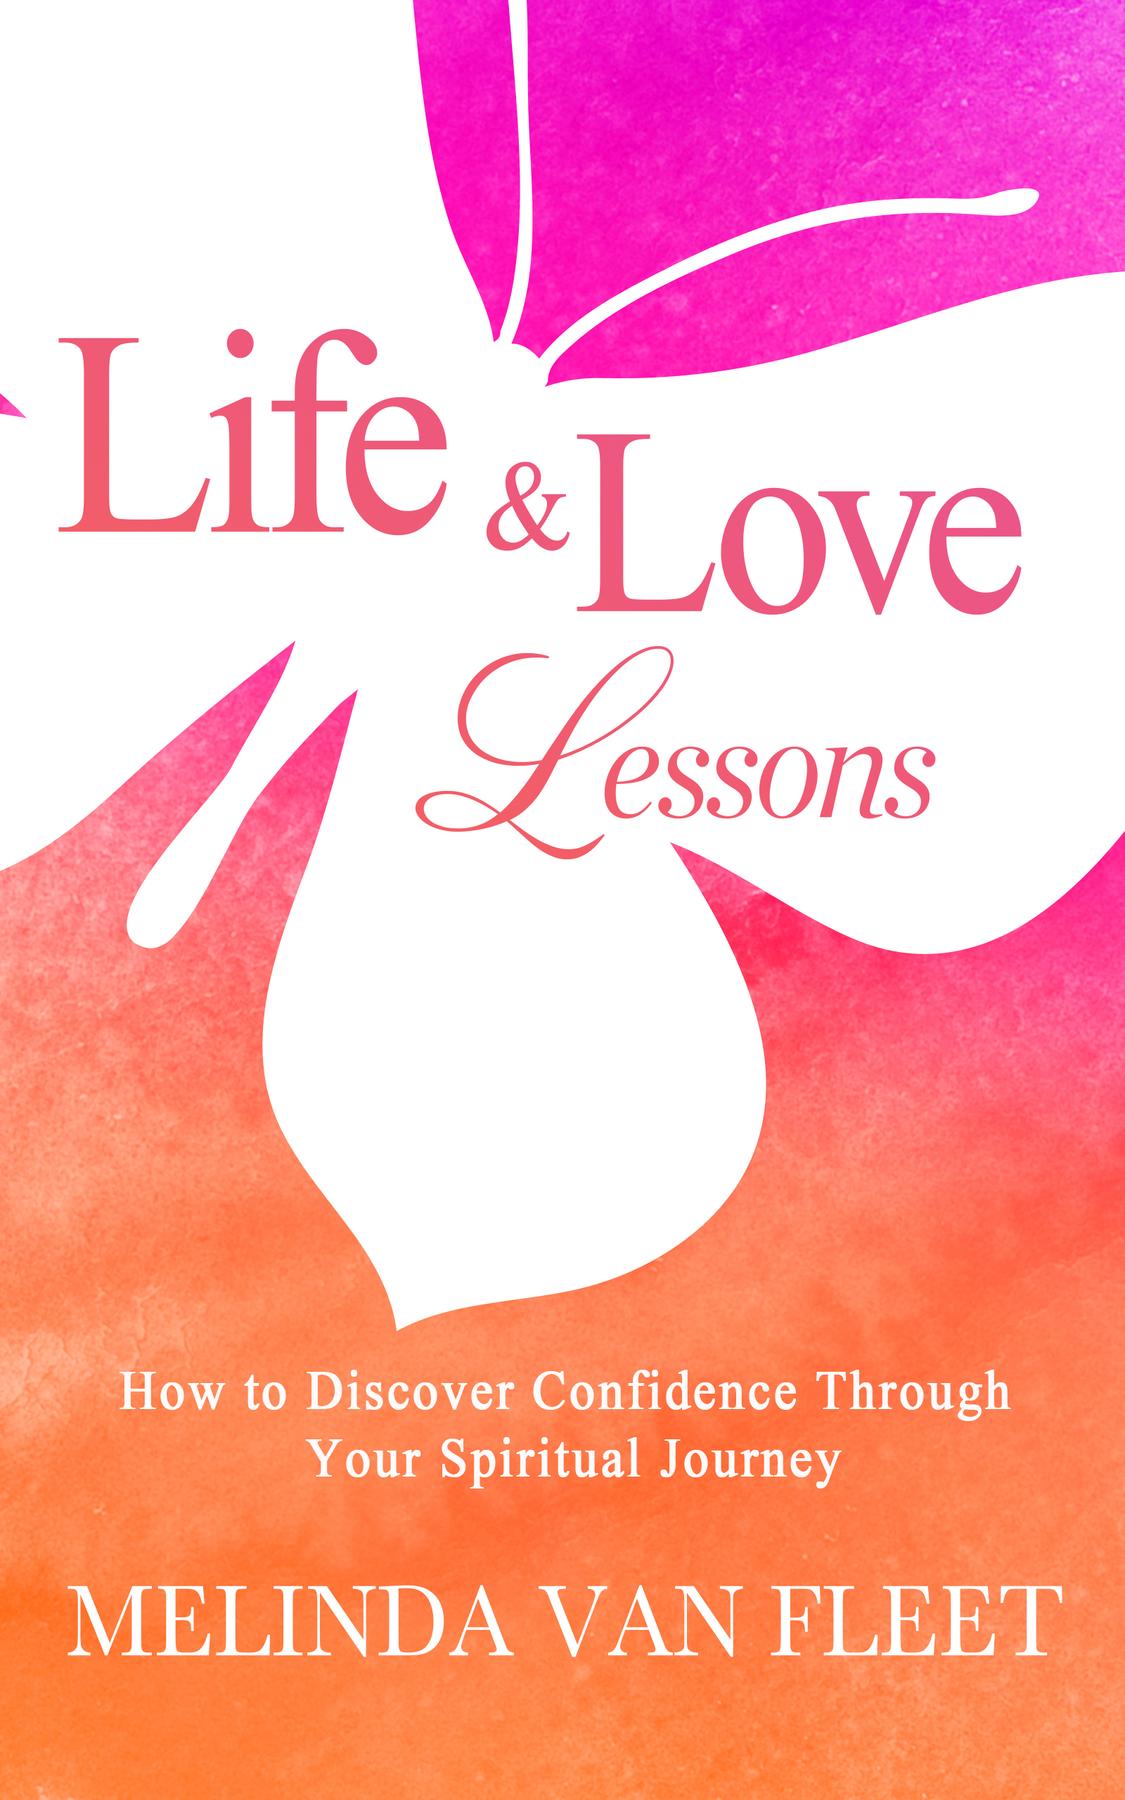 Life & Love
Lessons
How to Discover Confidence Through
Your Spiritual Journey
MELINDA VAN FLEET